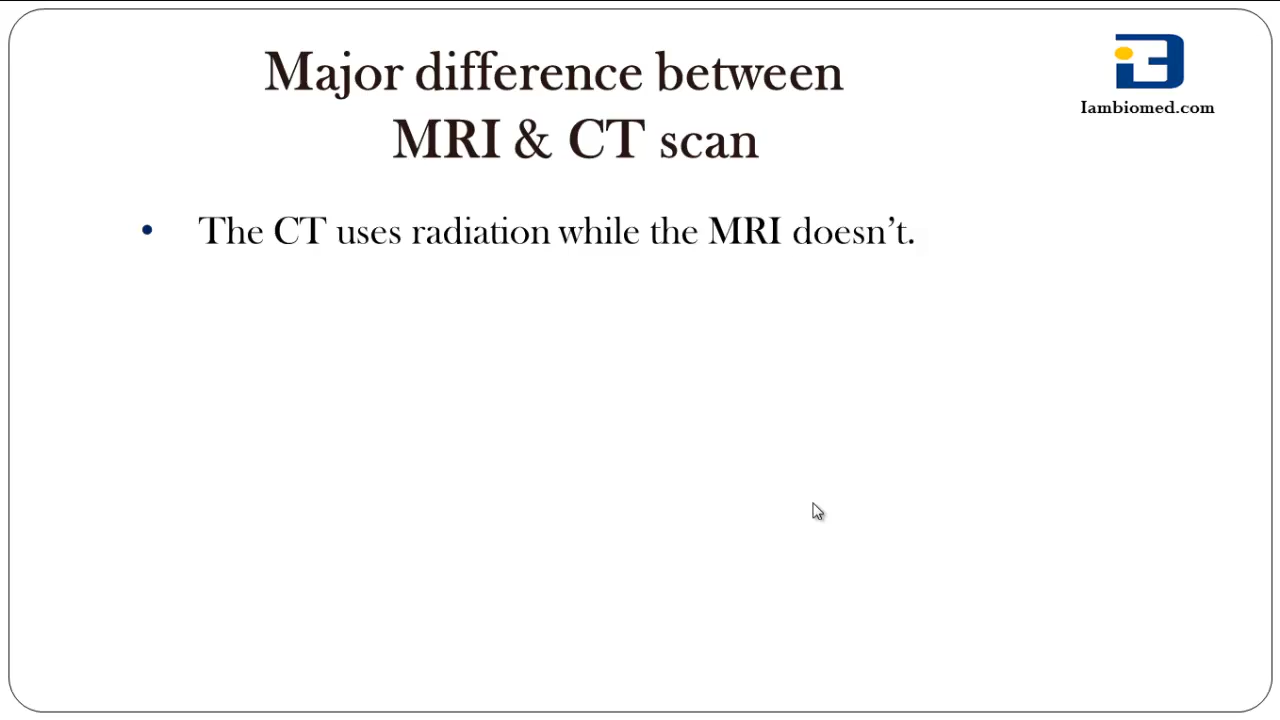 Major difference between
MRI & CT scan
Iambiomed.com
• The CT uses radiation while the MRI doesn’t.